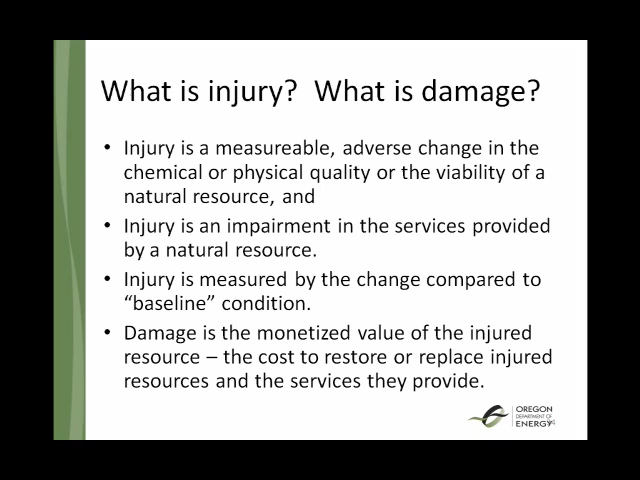 What is injury?  What is damage?
• Injury is a measureable, adverse change in the
chemical or physical quality or the viability of a
natural resource, and
• Injury is an impairment in the services provided
by a natural resource.
• Injury is measured by the change compared to
“baseline” condition.
• Damage is the monetized value of the injured
resource – the cost to restore or replace injured
resources and the services they provide.
OREGON
DEPARTMENT OF
ENERGY